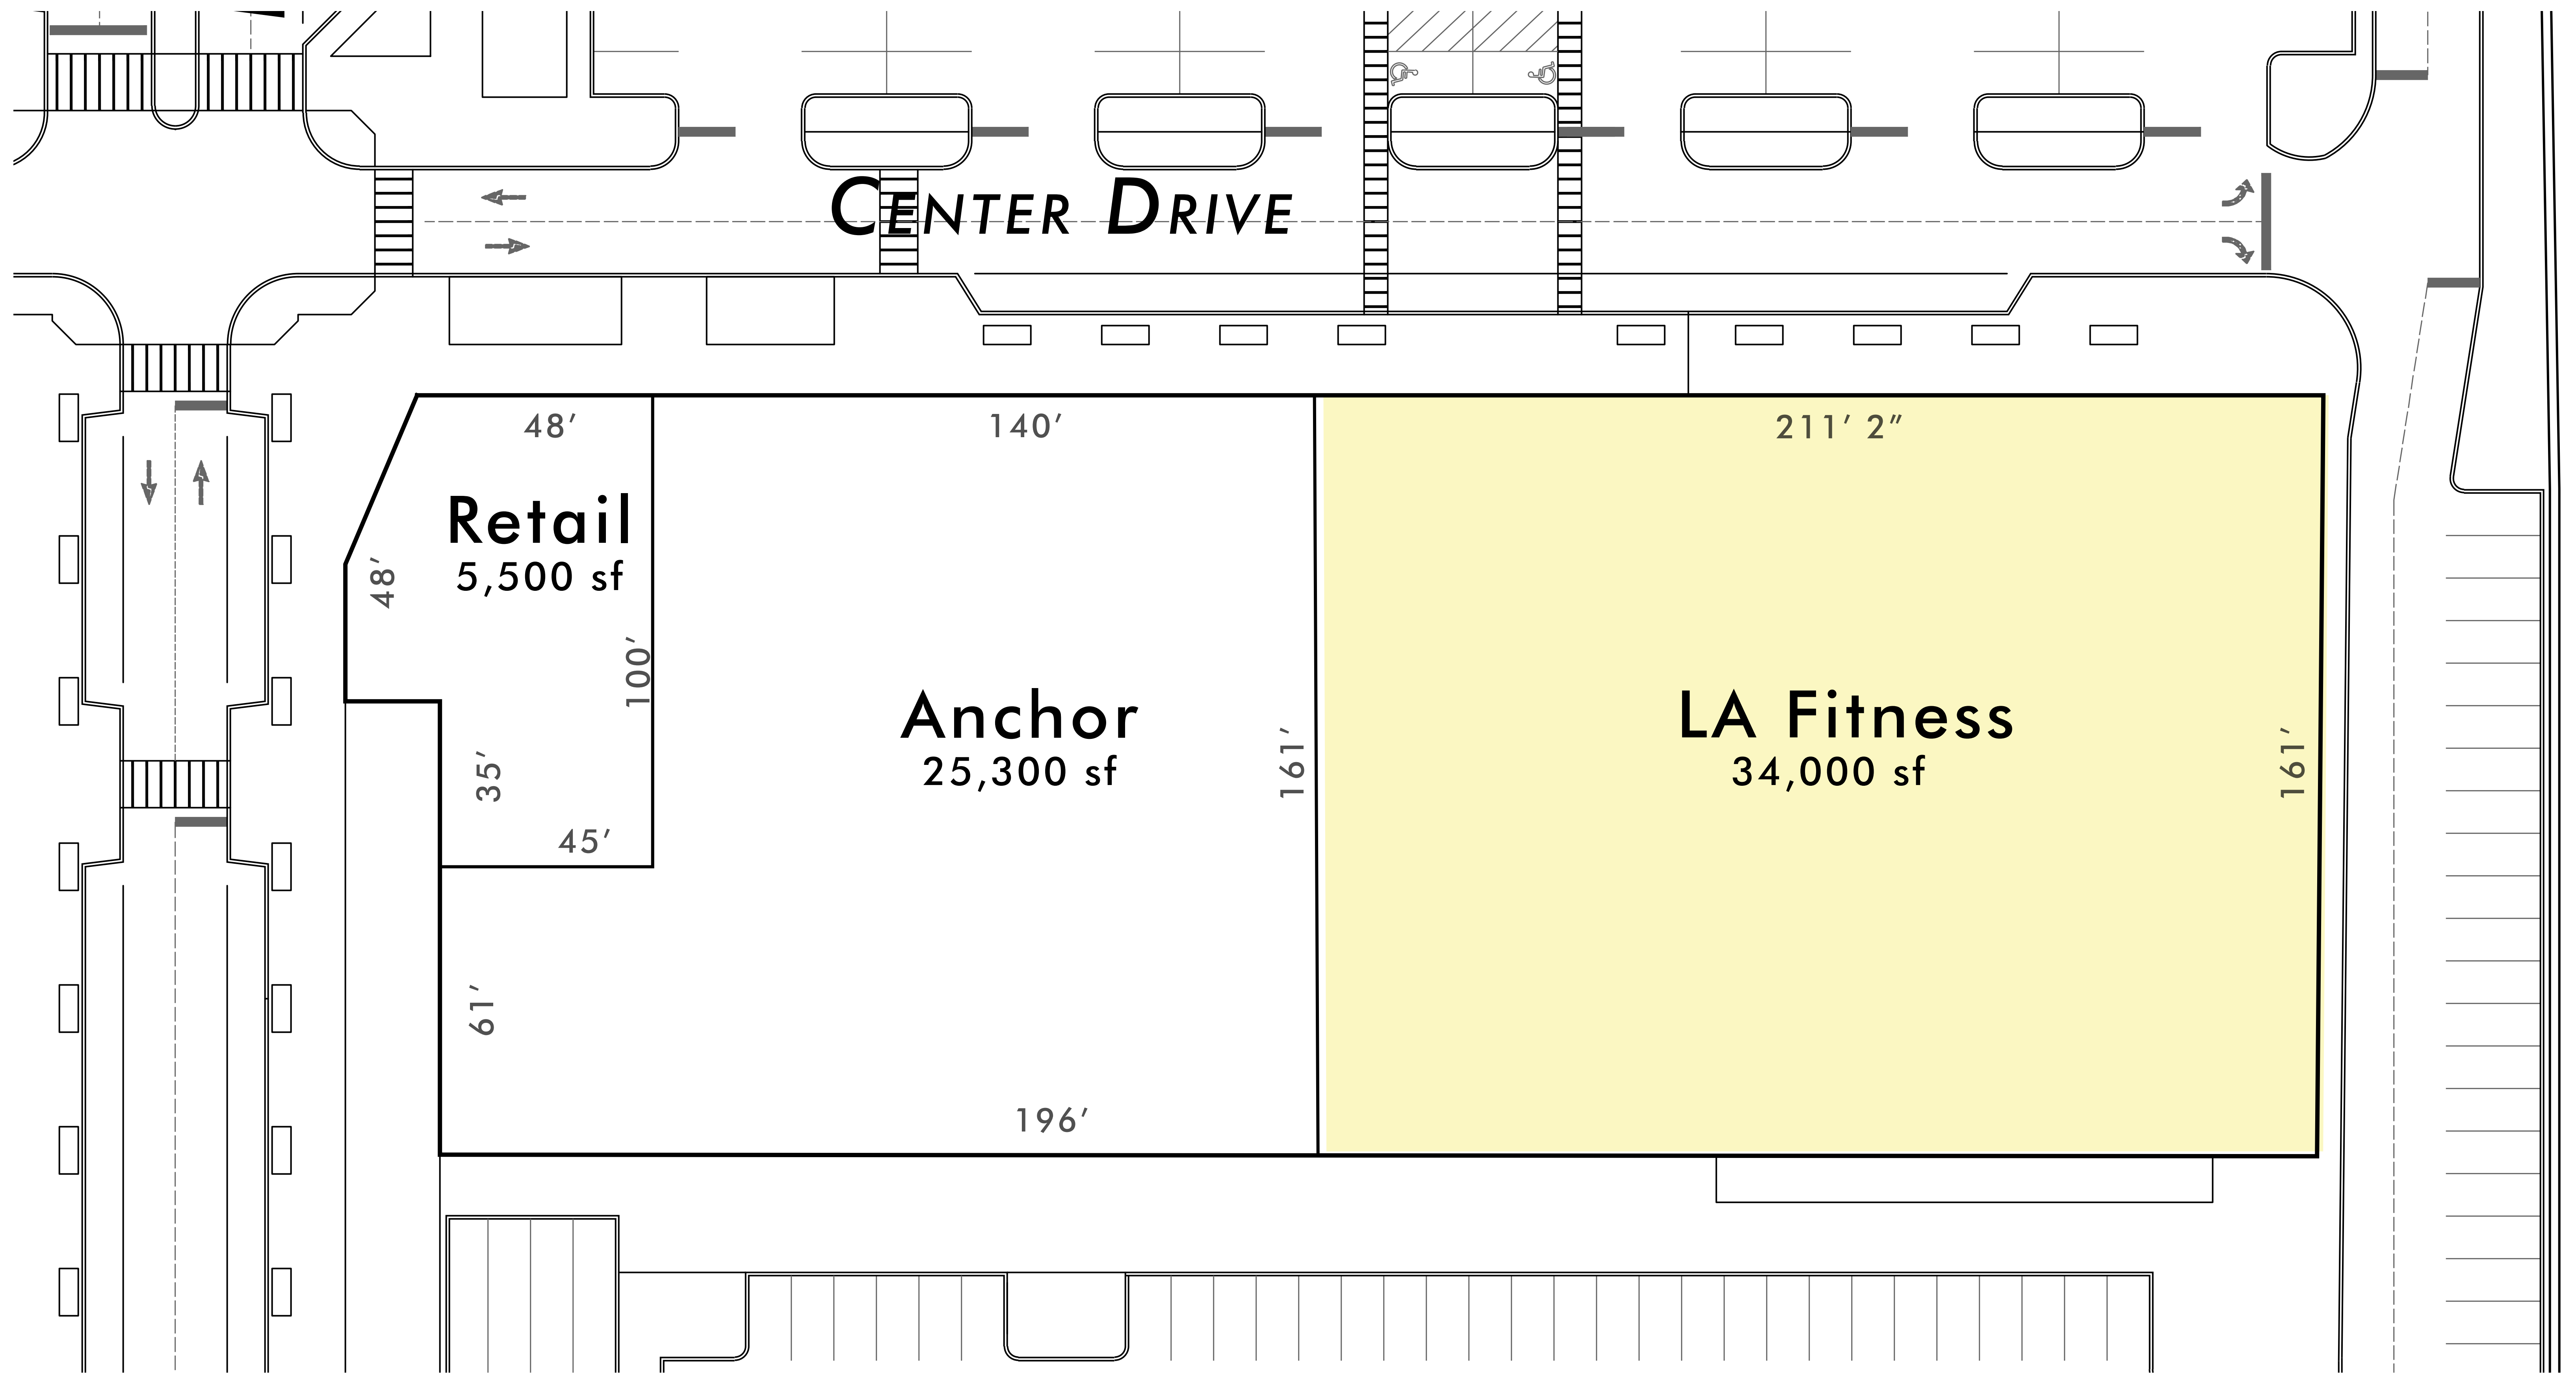 CENTER DRIVE
48’
140’
211’ 2”
Retail
5,500 sf
48’
100’
Anchor
25,300 sf
LA Fitness
34,000 sf
161’
161’
35’
45’
61’
196’